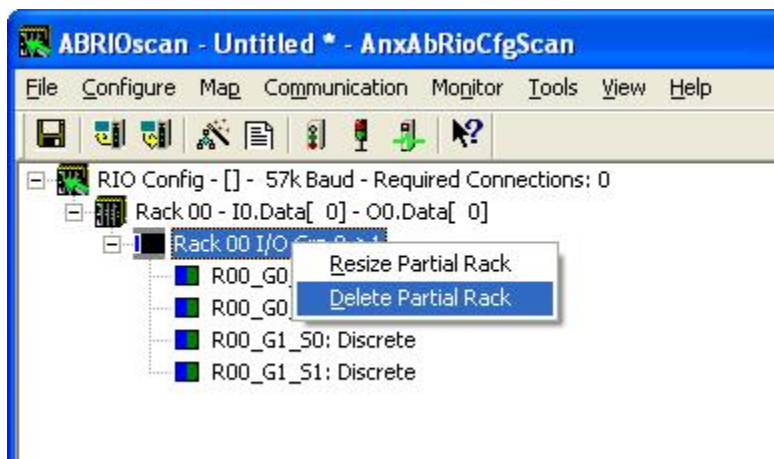 ABRIOscan - Untitled * - AnxAbRioCfgScan
File Configure Map Communication Monitor Tools View Help
RIO Config - [] - 57k Baud - Required Connections: 0
Rack 00 - I0.Data[ 0] - O0.Data[ 0]
Rack 00 I/O
Resize Partial Rack
R00_G0_
Delete Partial Rack
R00_G0
R00_G1_S0: Discrete
R00_G1_S1: Discrete